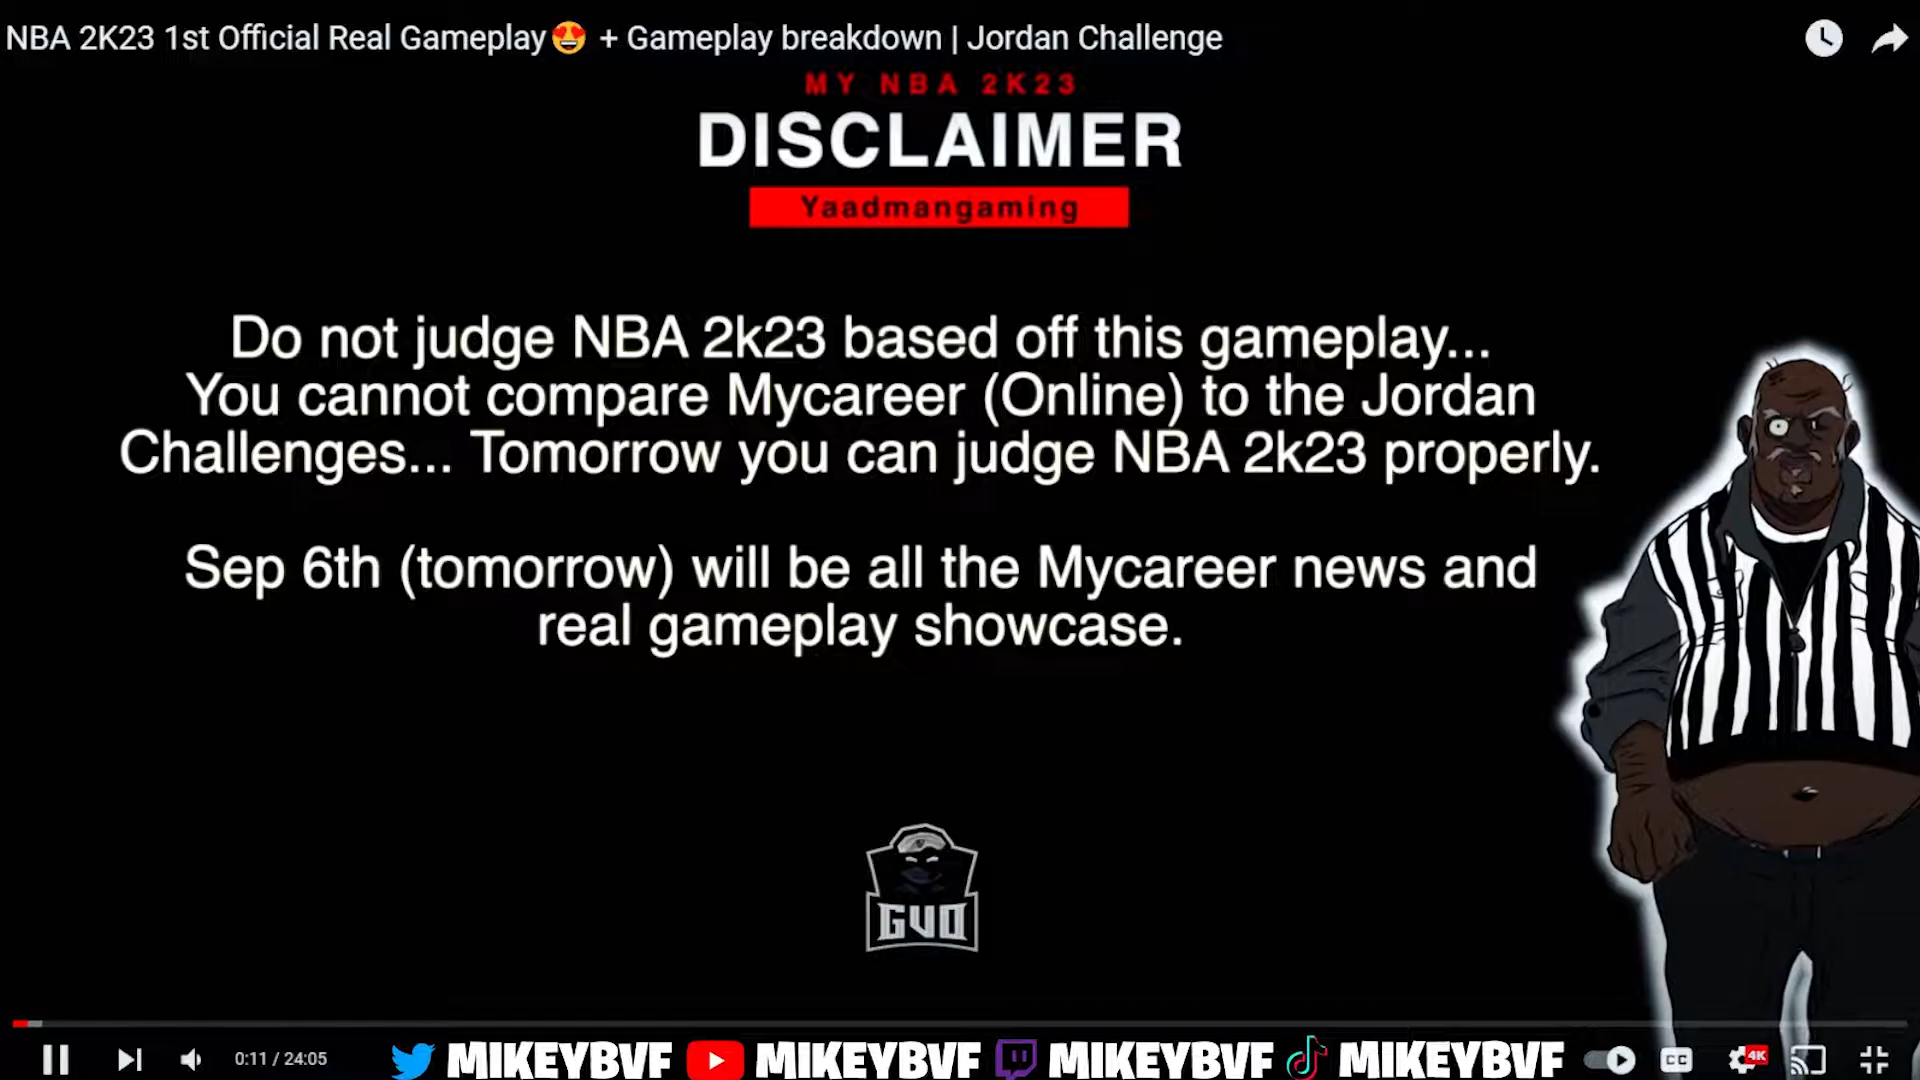 NBA 2K23 1st Official Real Gameplay😍 + Gameplay breakdown | Jordan Challenge
MY NBA 2K23
DISCLAIMER
Yaadmangaming
Do not judge NBA 2k23 based off this gameplay...
You cannot compare Mycareer (Online) to the Jordan
Challenges... Tomorrow you can judge NBA 2k23 properly.
Sep 6th (tomorrow) will be all the Mycareer news and
real gameplay showcase.
GVO
0:11 / 24:05 MIKEYBVF MIKEYBVF MIKEYBVF MIKEYBVF CC 4K